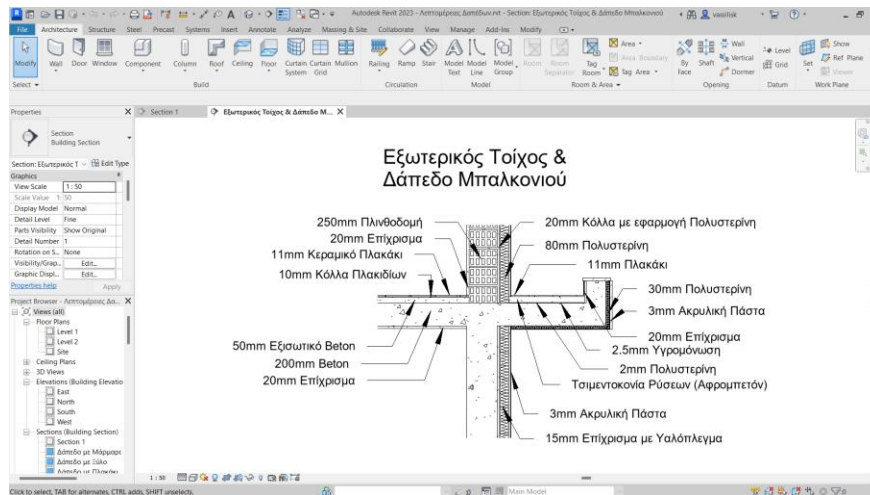 Autodesk Revit 2023 - Λεπτομέρειες Δαπέδων.rvt - Section: Εξωτερικός Τοίχος & Δάπεδο Μπαλκονιού
vasilisk
File Architecture Structure Steel Precast Systems Insert Annotate Analyze Massing & Site Collaborate View Manage Add-Ins Modify
Modify
Wall
Door
Window
Component
Column
Roof
Ceiling
Floor
Curtain System
Curtain Grid
Mullion
Railing
Ramp
Stair
Model Text
Model Line
Model Group
Room
Room Separator
Tag Room
Area
Area Boundary
Tag Area
By Face
Shaft
Wall
Vertical
Dormer
Level
Grid
Set
Show
Ref Plane
Viewer
Select
Build
Circulation
Model
Room & Area
Opening
Datum
Work Plane
Properties X
Section 1
Εξωτερικός Τοίχος & Δάπεδο Μ... X
Section
Building Section
Section: Εξωτερικός Τ
Edit Type
Graphics
View Scale 1 : 50
Scale Value 1: 50
Display Model Normal
Detail Level Fine
Parts Visibility Show Original
Detail Number 1
Rotation on S... None
Visibility/Grap... Edit...
Graphic Displ... Edit...
Properties help
Apply
Project Browser - Λεπτομέρειες Δα... X
Views (all)
Floor Plans
Level 1
Level 2
Site
Ceiling Plans
3D Views
Elevations (Building Elevatio
East
North
South
West
Sections (Building Section)
Section 1
Δάπεδο με Μάρμαρο
Δάπεδο με Ξύλο
Δάπεδο με Πλακάκι
Εξωτερικός Τοίχος &
Δάπεδο Μπαλκονιού
250mm Πλινθοδομή
20mm Επίχρισμα
11mm Κεραμικό Πλακάκι
10mm Κόλλα Πλακιδίων
50mm Εξισωτικό Beton
200mm Beton
20mm Επίχρισμα
20mm Κόλλα με εφαρμογή Πολυστερίνη
80mm Πολυστερίνη
11mm Πλακάκι
30mm Πολυστερίνη
3mm Ακρυλική Πάστα
20mm Επίχρισμα
2.5mm Υγρομόνωση
2mm Πολυστερίνη
Τσιμεντοκονία Ρύσεων (Αφρομπετόν)
3mm Ακρυλική Πάστα
15mm Επίχρισμα με Υαλόπλεγμα
1 : 50
Click to select, TAB for alternates, CTRL adds, SHIFT unselects.
Main Model